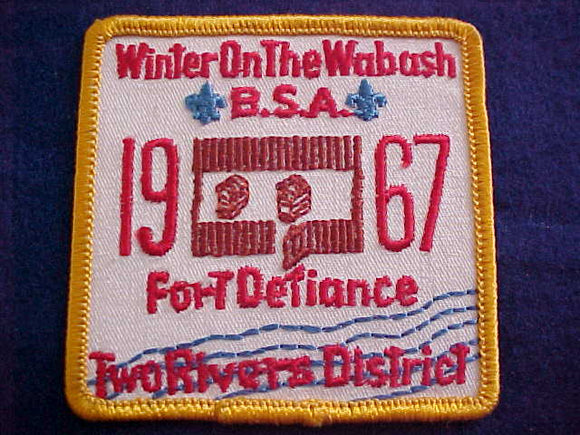 Winter On The Wabash
B.S.A.
19 67
Fort Defiance
Two Rivers District